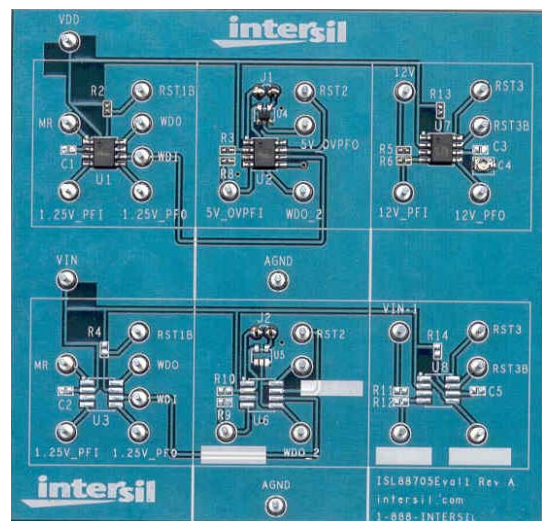 intersil
VDD
J1
R2
RST1B
RST2
12V
R13
RST3
U4
MR
WDO
5V_OVPFO
U7
RST3B
R3
R5
C3
C1
WDI
R8
R6
C4
U1
U2
1.25V_PFI
1.25V_PFO
5V_OVPFI
WDO_2
12V_PFI
12V_PFO
VIN
AGND
VIN-1
J2
R4
RST1B
RST2
R14
RST3
MR
WDO
U5
U8
RST3B
C2
WDI
R10
R11
C5
R9
R12
U3
U6
1.25V_PFI
1.25V_PFO
WDO_2
intersil
AGND
ISL88705Eval1 Rev A
intersil.com
1-888-INTERSIL